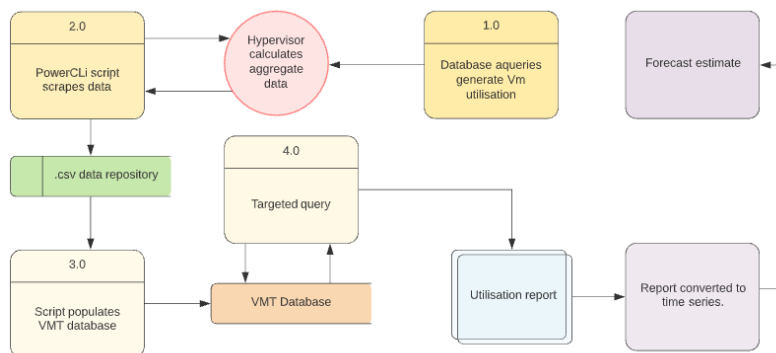 2.0
PowerCLi script
scrapes data
Hypervisor
calculates
aggregate
data
1.0
Database aqueries
generate Vm
utilisation
Forecast estimate
.csv data repository
4.0
Targeted query
3.0
Script populates
VMT database
VMT Database
Utilisation report
Report converted to
time series.